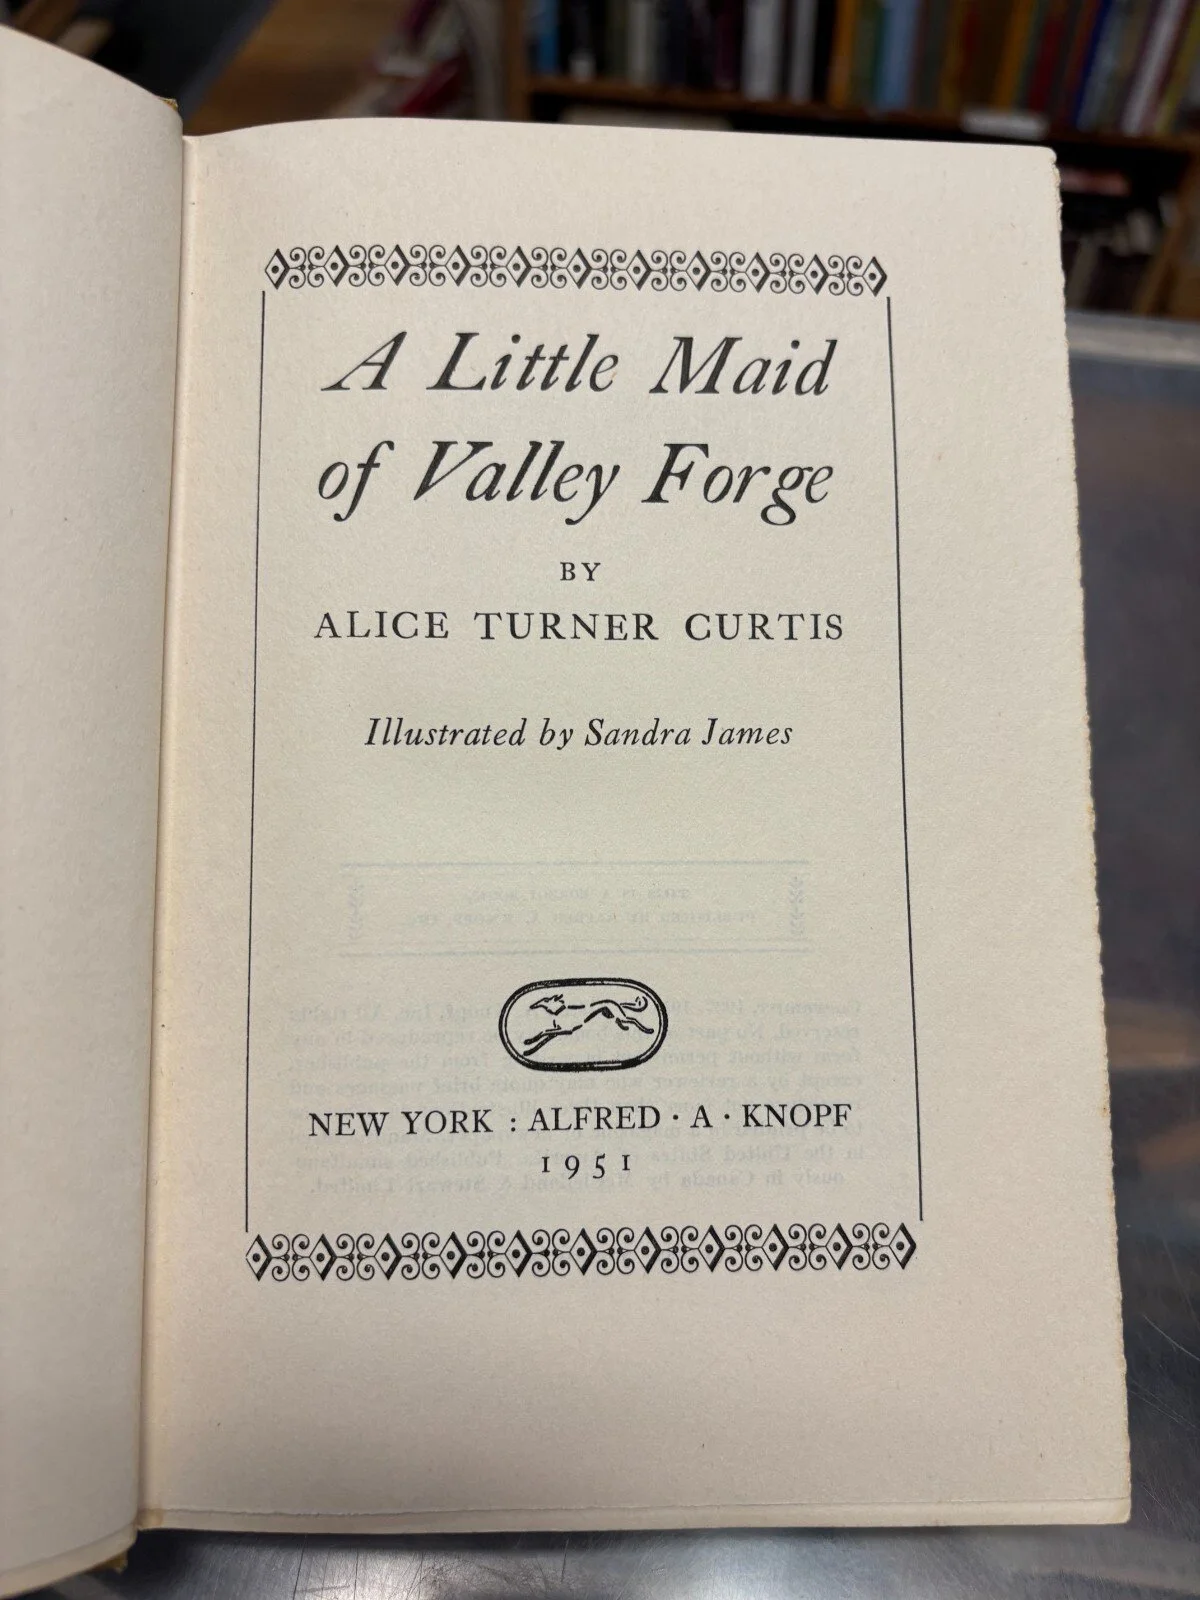 A Little Maid
of Valley Forge
BY
ALICE TURNER CURTIS
Illustrated by Sandra James
NEW YORK : ALFRED · A · KNOPF
1951